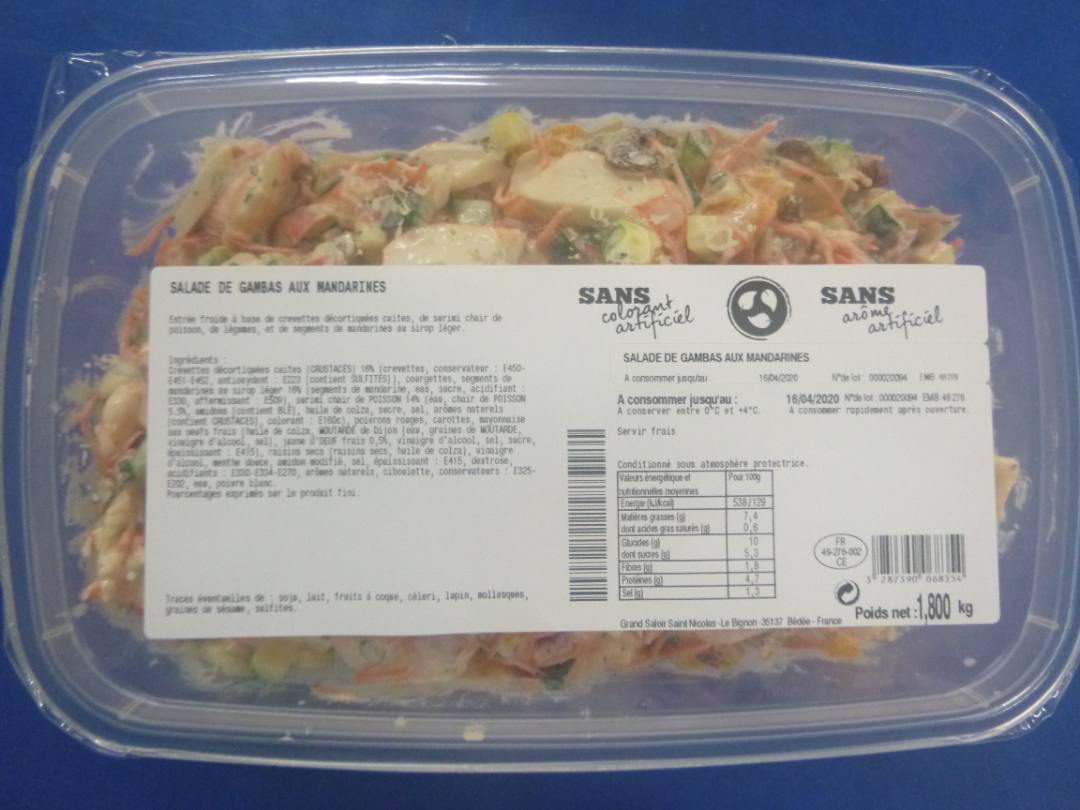 SALADE DE GAMBAS AUX MANDARINES
Entrée froide à base de crevettes décortiquées cuites, de surimi chair de
poisson, de légumes, et de segments de mandarines au sirop léger.
Ingrédients :
Crevettes décortiquées cuites (CRUSTACES) 16% (crevettes, conservateur : E450-
E451-E452, antioxydant : E223 (contient SULFITES)), courgettes, segments de
mandarines au sirop léger 16% (segments de mandarine, eau, sucre, acidifiant :
E330, affermissant : E509), surimi chair de POISSON 14% (eau, chair de POISSON
5.5%, amidons (contient BLE), huile de colza, sucre, sel, arômes naturels
(contient CRUSTACES), colorant : E160c), poivrons rouges, carottes, mayonnaise
aux oeufs frais (huile de colza, MOUTARDE de Dijon (eau, graines de MOUTARDE,
vinaigre d'alcool, sel), jaune d'OEUF frais 0,5%, vinaigre d'alcool, sel, sucre,
épaississant : E415), raisins secs (raisins secs, huile de colza), vinaigre
d'alcool, menthe douce, amidon modifié, sel, épaississant : E415, dextrose,
acidifiants : E330-E334-E270, arômes naturels, ciboulette, conservateurs : E325-
E202, eau, poivre blanc.
Pourcentages exprimés sur le produit fini.
Traces éventuelles de : soja, lait, fruits à coque, céleri, lupin, mollusques,
graines de sésame, sulfites.
SANS
colorant
artificiel
SANS
arôme
artificiel
SALADE DE GAMBAS AUX MANDARINES
A consommer jusqu'au 16/04/2020 N°de lot : 000020094 EMB 49 276
A consommer jusqu'au : 16/04/2020 N°de lot : 000020094 EMB 49 276
A conserver entre 0°C et +4°C. A consommer rapidement après ouverture.
Servir frais
Conditionné sous atmosphère protectrice.
Valeurs énergétique et nutritionnelles moyennes Pour 100g
Energie (kJ/kcal) 538/129
Matières grasses (g) 7,4
dont acides gras saturés (g) 0,6
Glucides (g) 10
dont sucres (g) 5,3
Fibres (g) 1,8
Protéines (g) 4,7
Sel (g) 1,3
FR
49-276-002
CE
3 287390 068354
Poids net : 1,800 kg
Grand Saloir Saint Nicolas - Le Bignon - 35137 Bédée - France